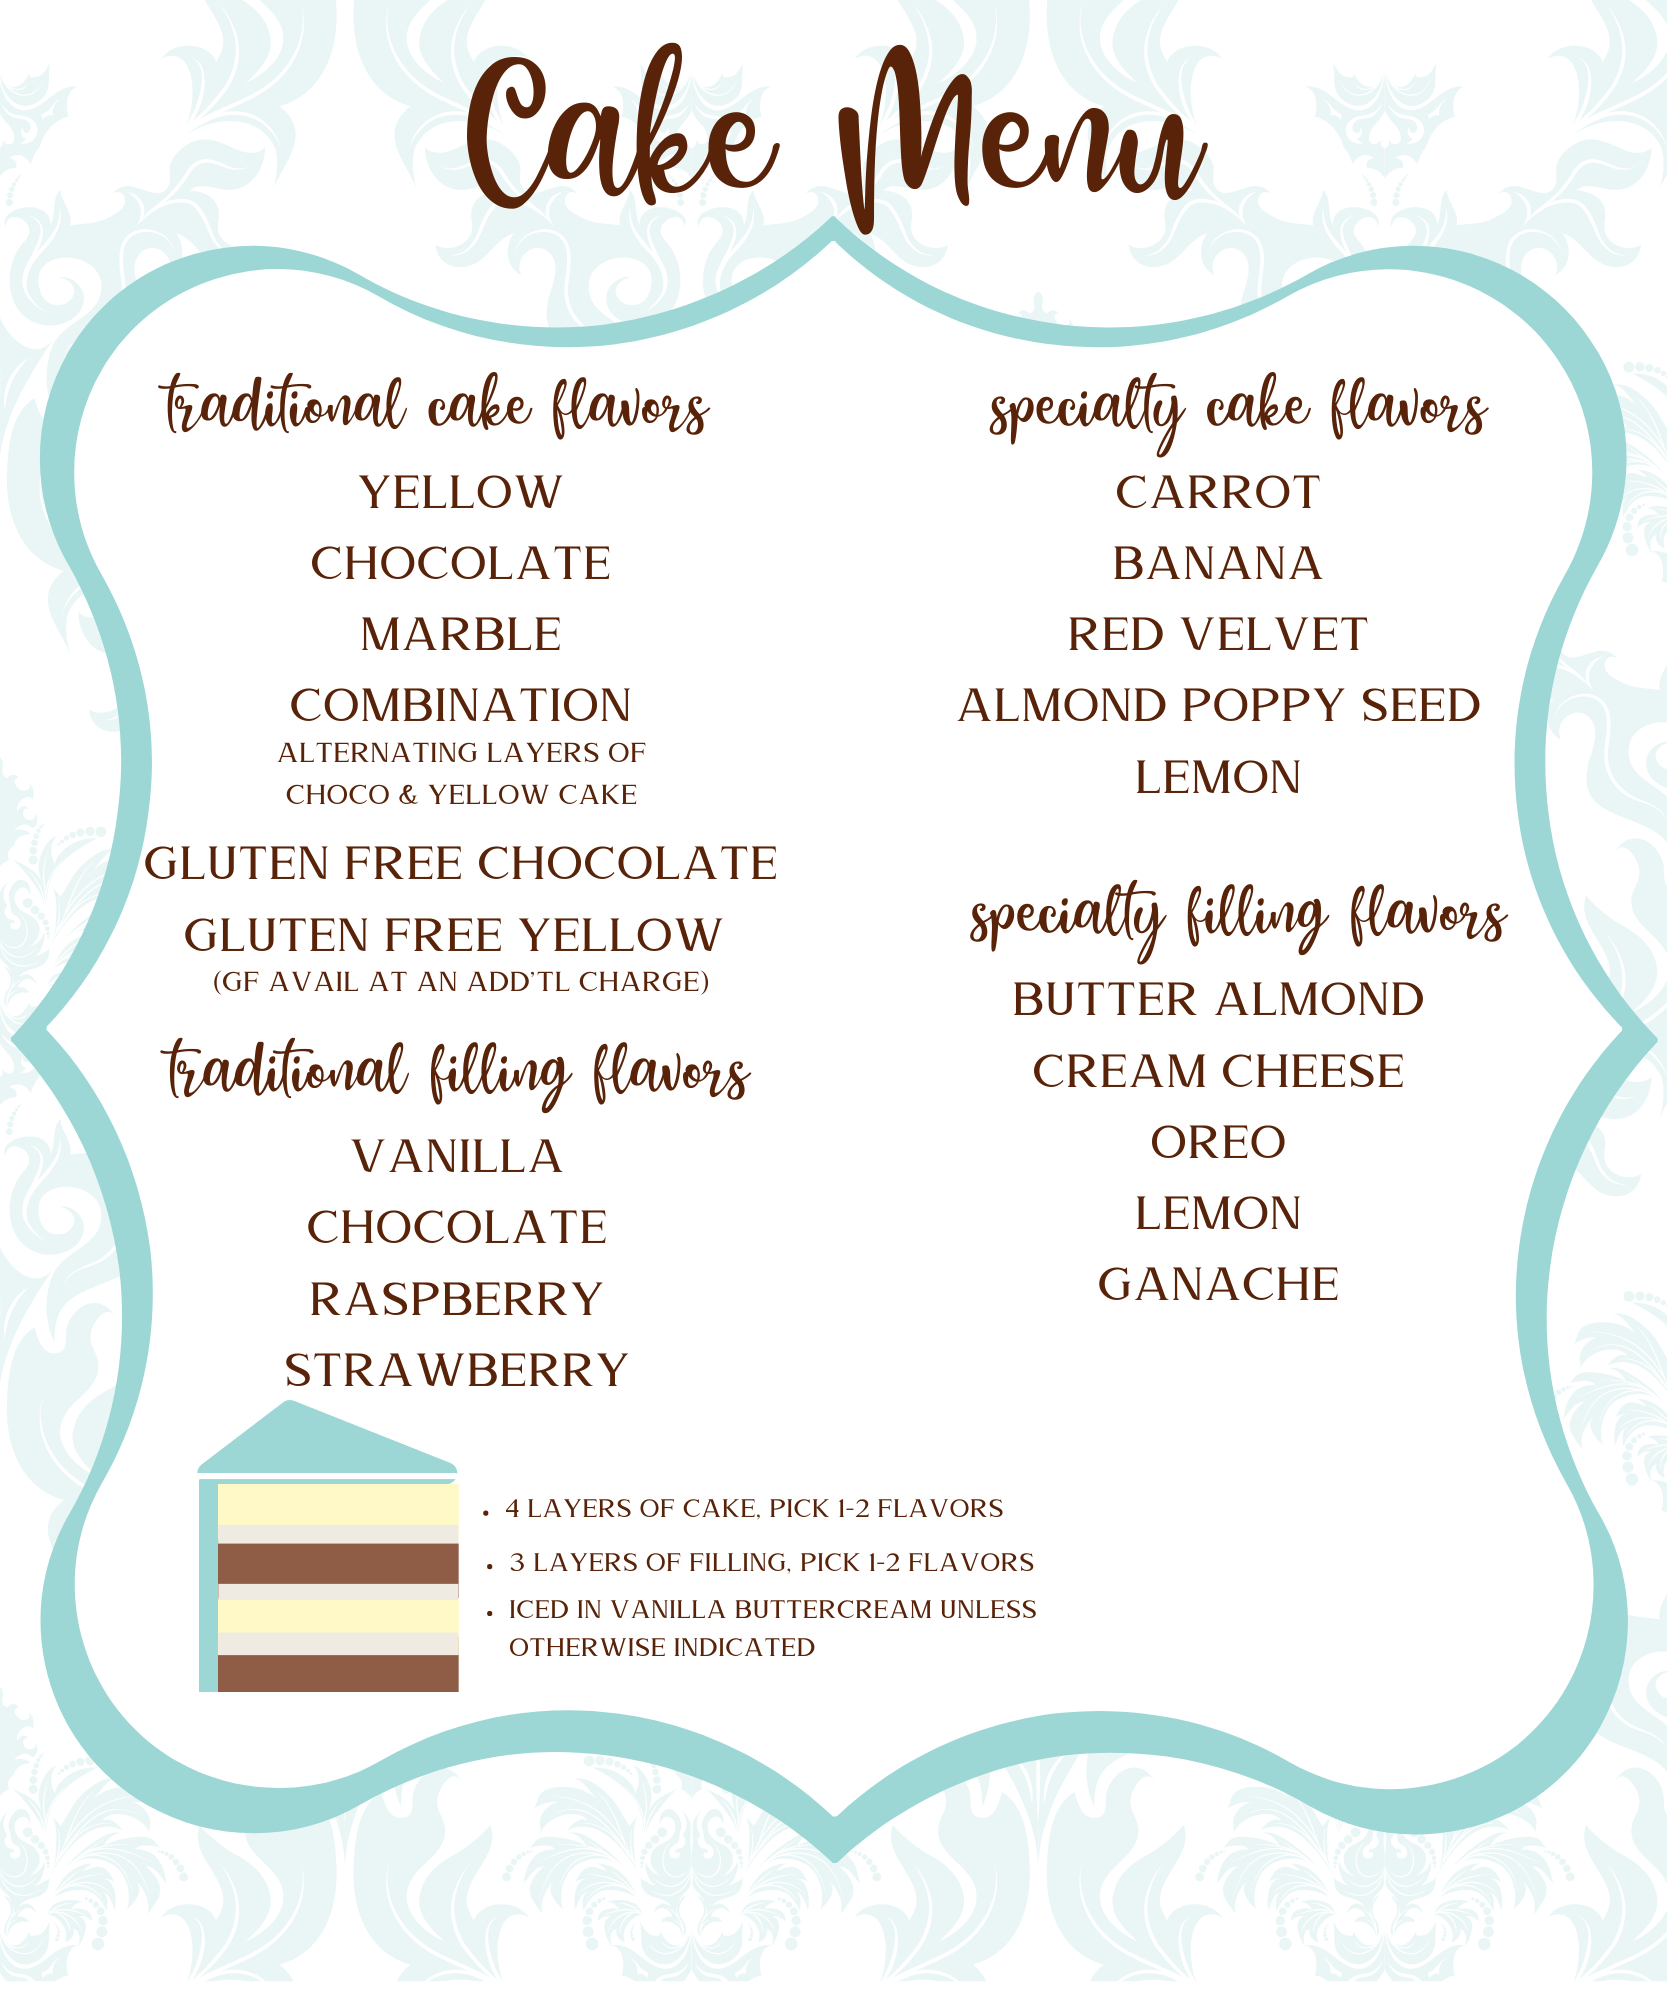 Cake Menu
traditional cake flavors
YELLOW
CHOCOLATE
MARBLE
COMBINATION
ALTERNATING LAYERS OF
CHOCO & YELLOW CAKE
GLUTEN FREE CHOCOLATE
GLUTEN FREE YELLOW
(GF AVAIL AT AN ADD'TL CHARGE)
traditional filling flavors
VANILLA
CHOCOLATE
RASPBERRY
STRAWBERRY
specialty cake flavors
CARROT
BANANA
RED VELVET
ALMOND POPPY SEED
LEMON
specialty filling flavors
BUTTER ALMOND
CREAM CHEESE
OREO
LEMON
GANACHE
• 4 LAYERS OF CAKE, PICK 1-2 FLAVORS
• 3 LAYERS OF FILLING, PICK 1-2 FLAVORS
• ICED IN VANILLA BUTTERCREAM UNLESS
OTHERWISE INDICATED